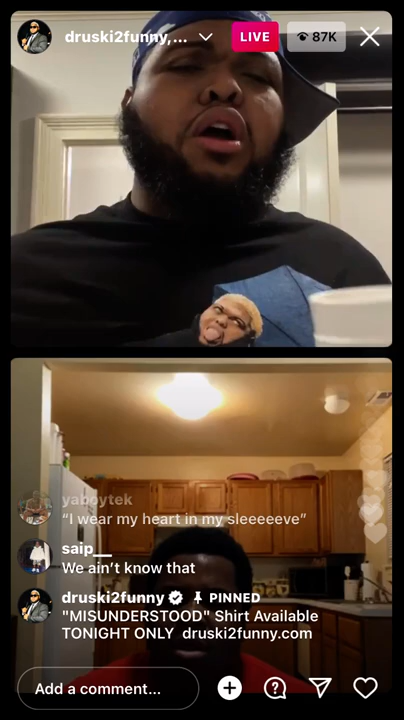 druski2funny,...
LIVE
87K
yaboytek
“I wear my heart in my sleeeeeve”
saip__
We ain’t know that
druski2funny PINNED
"MISUNDERSTOOD" Shirt Available
TONIGHT ONLY druski2funny.com
Add a comment...